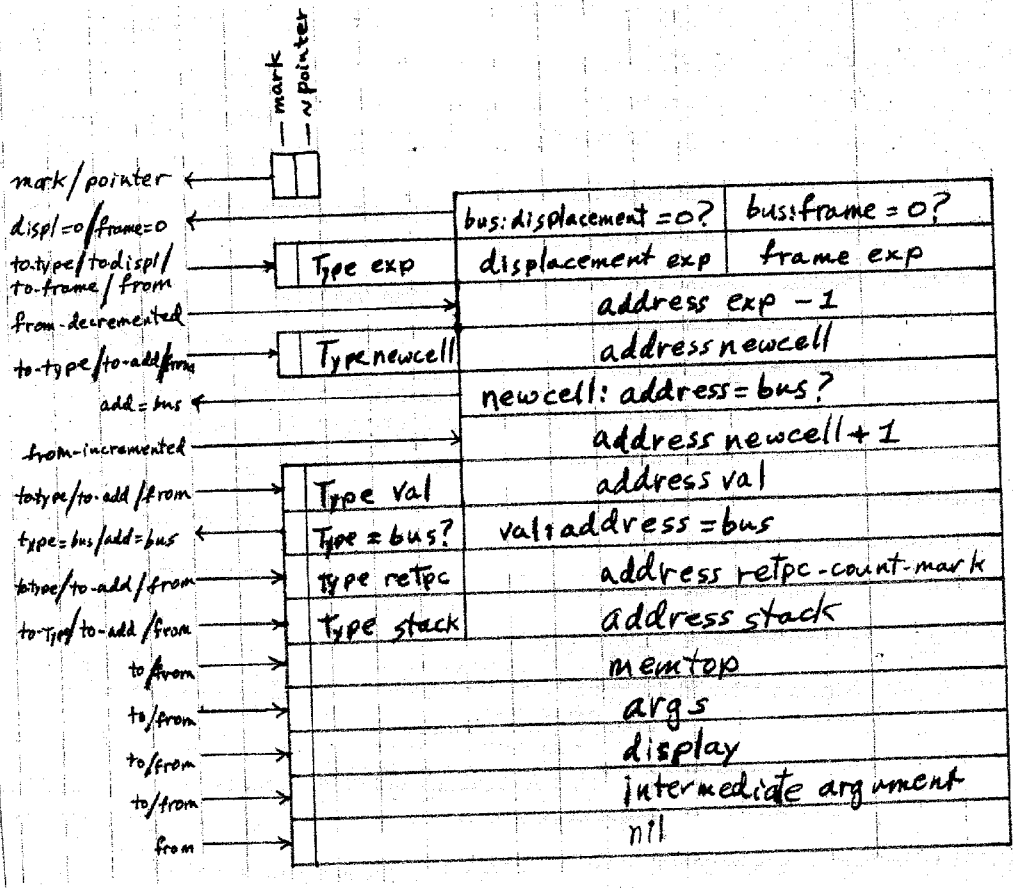 mark
~pointer
mark/pointer
displ=0/frame=0 bus:displacement=0? bus:frame=0?
to-type/to-displ/
to-frame/from Type exp displacement exp frame exp
from-decremented address exp -1
to-type/to-add/from Type newcell address newcell
add=bus newcell: address=bus?
from-incremented address newcell+1
to-type/to-add/from Type val address val
type=bus/add=bus Type=bus? val:address=bus
to-type/to-add/from type retpc address retpc-count-mark
to-Type/to-add/from Type stack address stack
to/from memtop
to/from args
to/from display
to/from intermediate argument
from nil